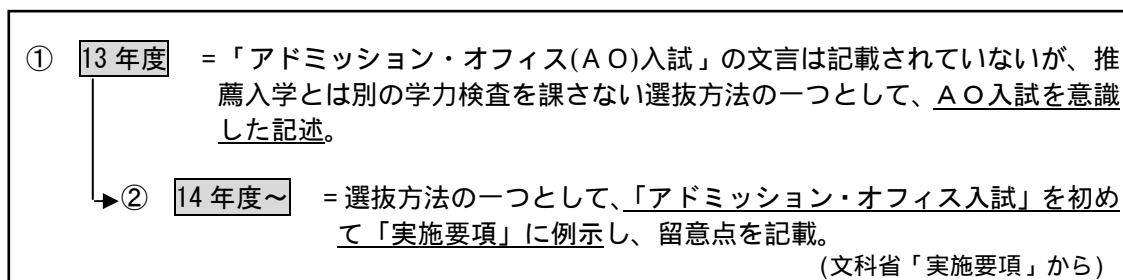 ① 13 年度 =「アドミッション・オフィス(ＡＯ)入試」の文言は記載されていないが、推
薦入学とは別の学力検査を課さない選抜方法の一つとして、ＡＯ入試を意識
した記述。
② 14 年度～ = 選抜方法の一つとして、「アドミッション・オフィス入試」を初め
て「実施要項」に例示し、留意点を記載。
(文科省「実施要項」から)